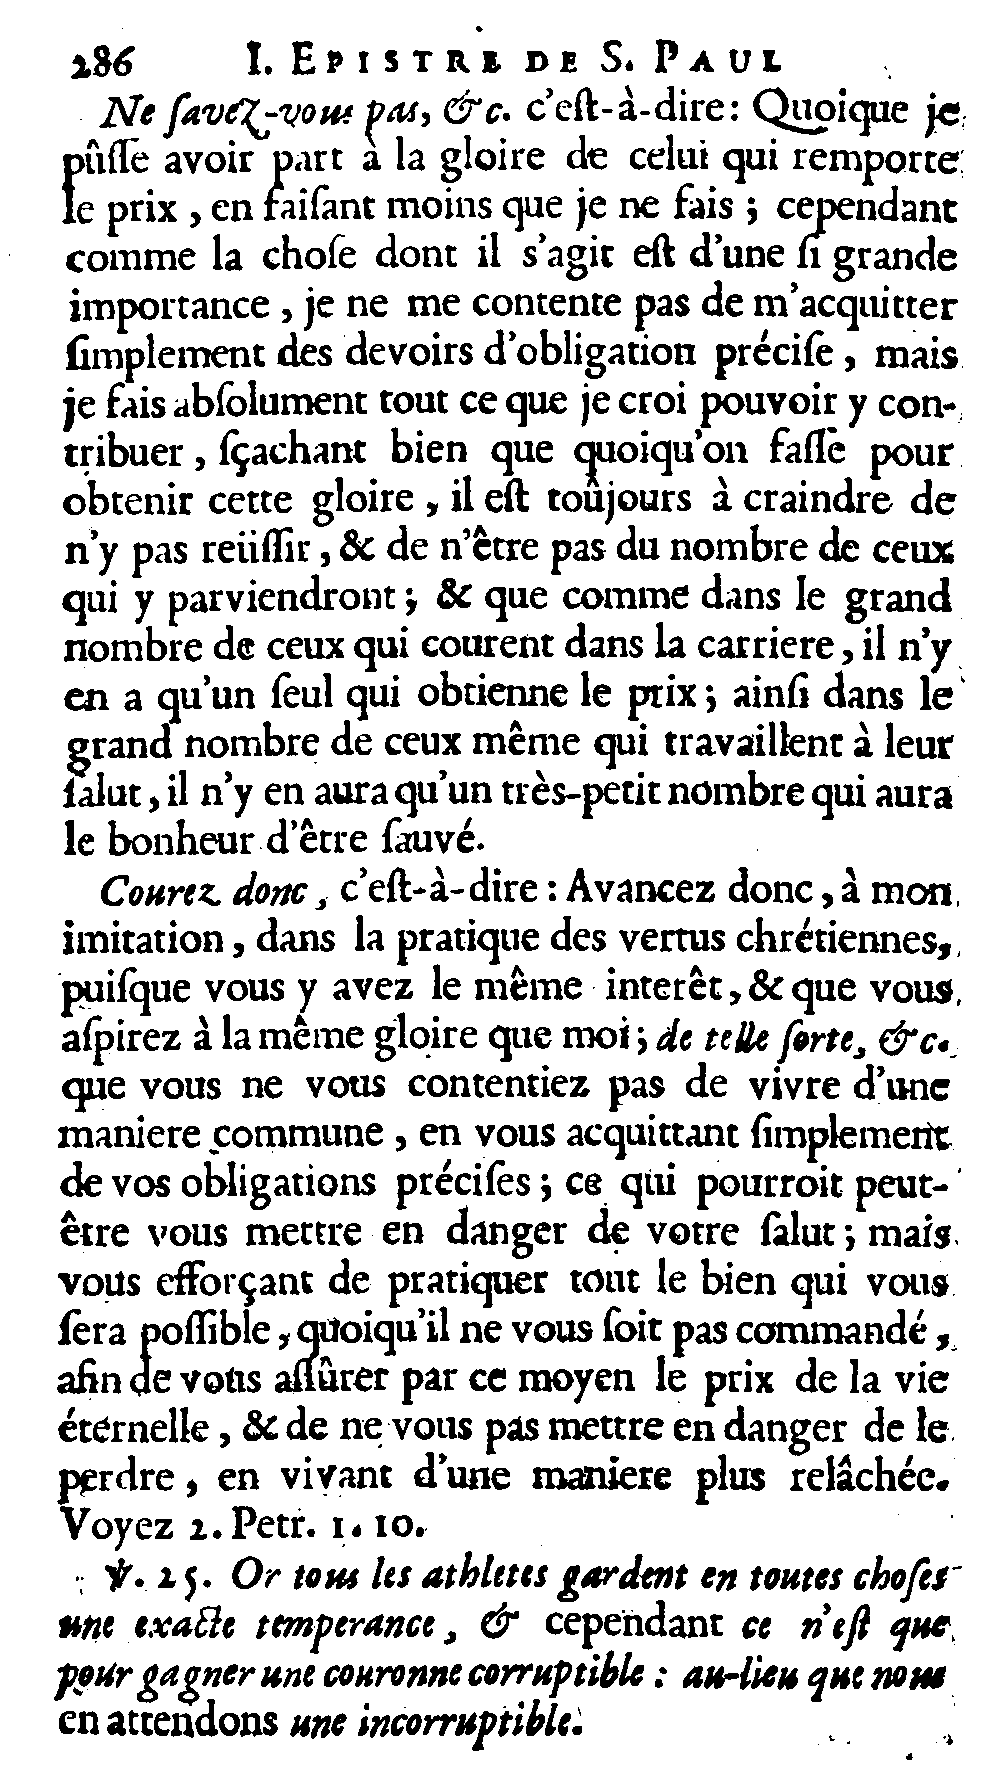 286 I. EPISTRE DE S. PAUL
Ne ſavez-vous pas, &c. c'eſt-à-dire: Quoique je
pûſſe avoir part à la gloire de celui qui remporte
le prix, en faiſant moins que je ne fais; cependant
comme la choſe dont il s'agit eſt d'une ſi grande
importance, je ne me contente pas de m'acquitter
ſimplement des devoirs d'obligation préciſe, mais
je fais abſolument tout ce que je croi pouvoir y con-
tribuer, ſçachant bien que quoiqu'on faſſe pour
obtenir cette gloire, il eſt toûjours à craindre de
n'y pas reüſſir, & de n'être pas du nombre de ceux
qui y parviendront; & que comme dans le grand
nombre de ceux qui courent dans la carriere, il n'y
en a qu'un ſeul qui obtienne le prix; ainſi dans le
grand nombre de ceux même qui travaillent à leur
ſalut, il n'y en aura qu'un très-petit nombre qui aura
le bonheur d'être ſauvé.
Courez donc, c'eſt-à-dire: Avancez donc, à mon
imitation, dans la pratique des vertus chrétiennes,
puiſque vous y avez le même interêt, & que vous
aſpirez à la même gloire que moi; de telle ſorte, &c.
que vous ne vous contentiez pas de vivre d'une
maniere commune, en vous acquittant ſimplement
de vos obligations préciſes; ce qui pourroit peut-
être vous mettre en danger de votre ſalut; mais
vous efforçant de pratiquer tout le bien qui vous
ſera poſſible, quoiqu'il ne vous ſoit pas commandé,
afin de vous aſſûrer par ce moyen le prix de la vie
éternelle, & de ne vous pas mettre en danger de le
perdre, en vivant d'une maniere plus relâchée.
Voyez 2. Petr. 1. 10.
℣. 25. Or tous les athletes gardent en toutes choſes
une exacte temperance, & cependant ce n'eſt que
pour gagner une couronne corruptible: au-lieu que nous
en attendons une incorruptible.